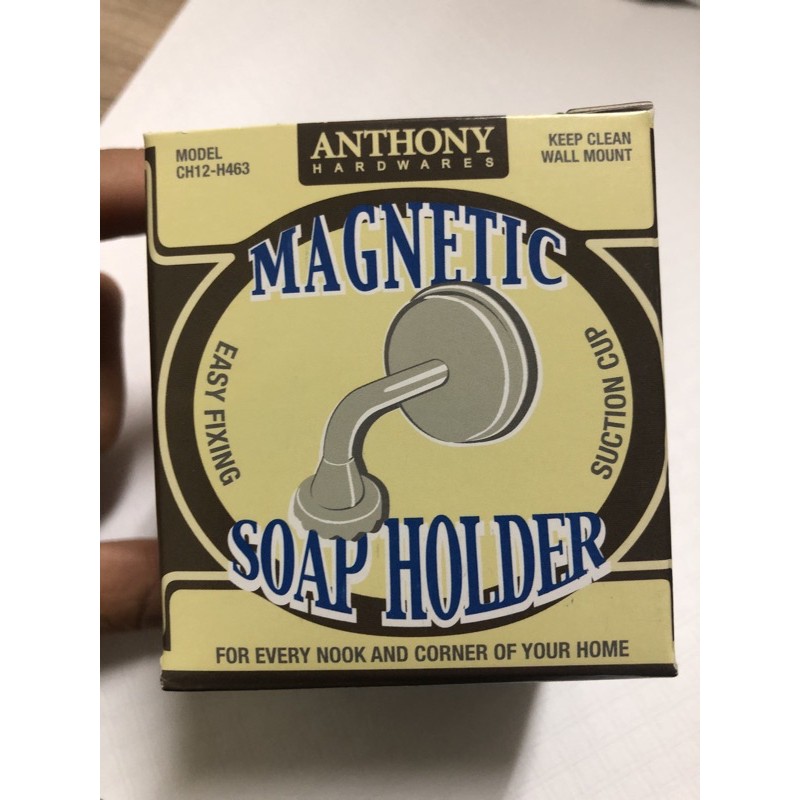 MODEL
CH12-H463
ANTHONY
HARDWARES
KEEP CLEAN
WALL MOUNT
MAGNETIC
EASY FIXING
SUCTION CUP
SOAP HOLDER
FOR EVERY NOOK AND CORNER OF YOUR HOME